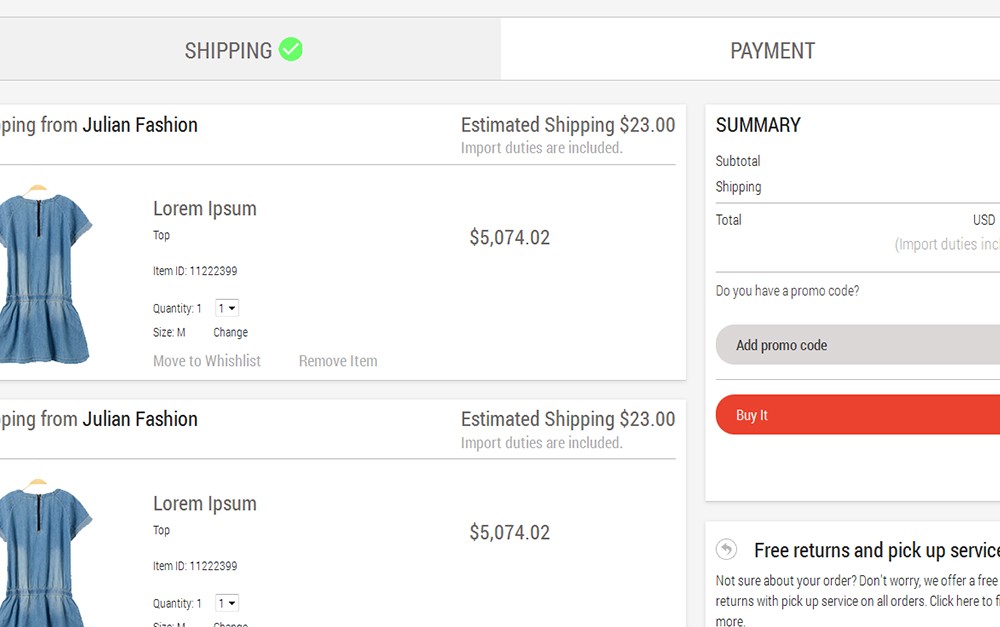 SHIPPING
PAYMENT
ping from Julian Fashion
Estimated Shipping $23.00
Import duties are included.
Lorem Ipsum
Top
$5,074.02
Item ID: 11222399
Quantity: 1 1
Size: M Change
Move to Whishlist Remove Item
ping from Julian Fashion
Estimated Shipping $23.00
Import duties are included.
Lorem Ipsum
Top
$5,074.02
Item ID: 11222399
Quantity: 1 1
Size: M Change
SUMMARY
Subtotal
Shipping
Total USD
(Import duties incl
Do you have a promo code?
Add promo code
Buy It
Free returns and pick up service
Not sure about your order? Don't worry, we offer a free
returns with pick up service on all orders. Click here to fi
more.